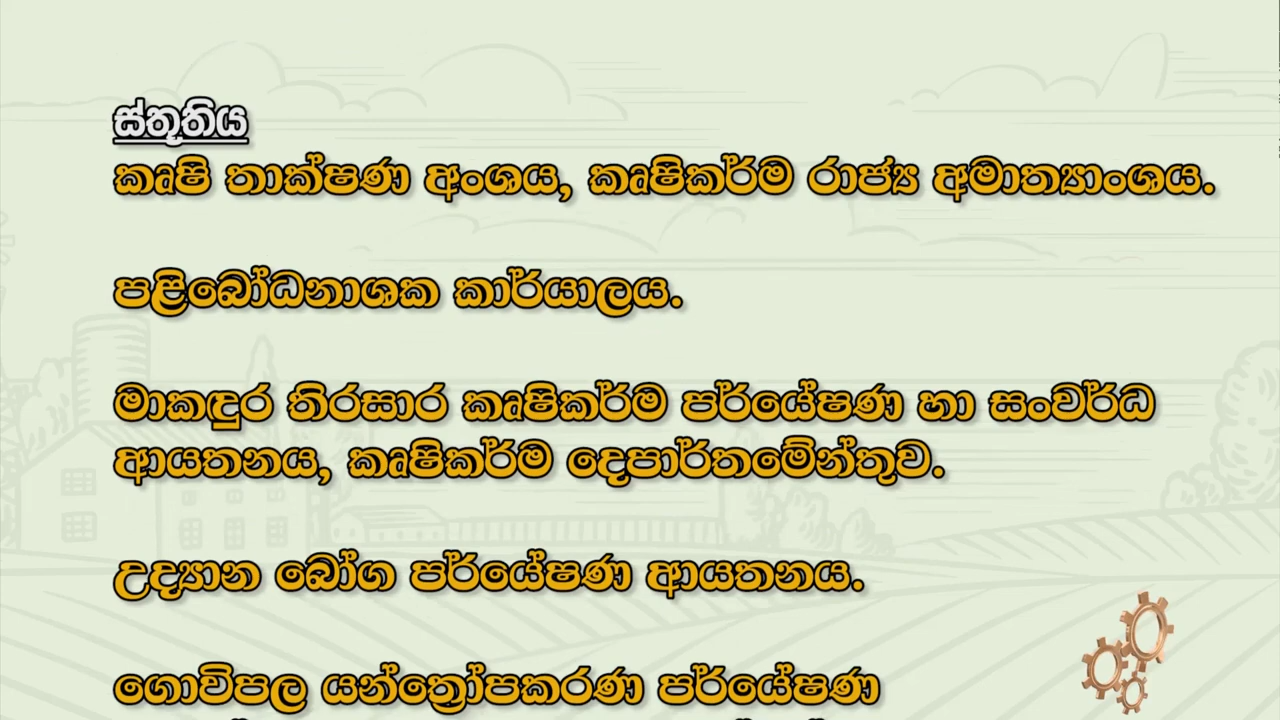 ස්තූතිය
කෘෂි තාක්ෂණ අංශය, කෘෂිකර්ම රාජ්‍ය අමාත්‍යාංශය.
පළිබෝධනාශක කාර්යාලය.
මාකඳුර තිරසාර කෘෂිකර්ම පර්යේෂණ හා සංවර්ධ
ආයතනය, කෘෂිකර්ම දෙපාර්තමේන්තුව.
උද්‍යාන බෝග පර්යේෂණ ආයතනය.
ගොවිපල යන්ත්‍රෝපකරණ පර්යේෂණ